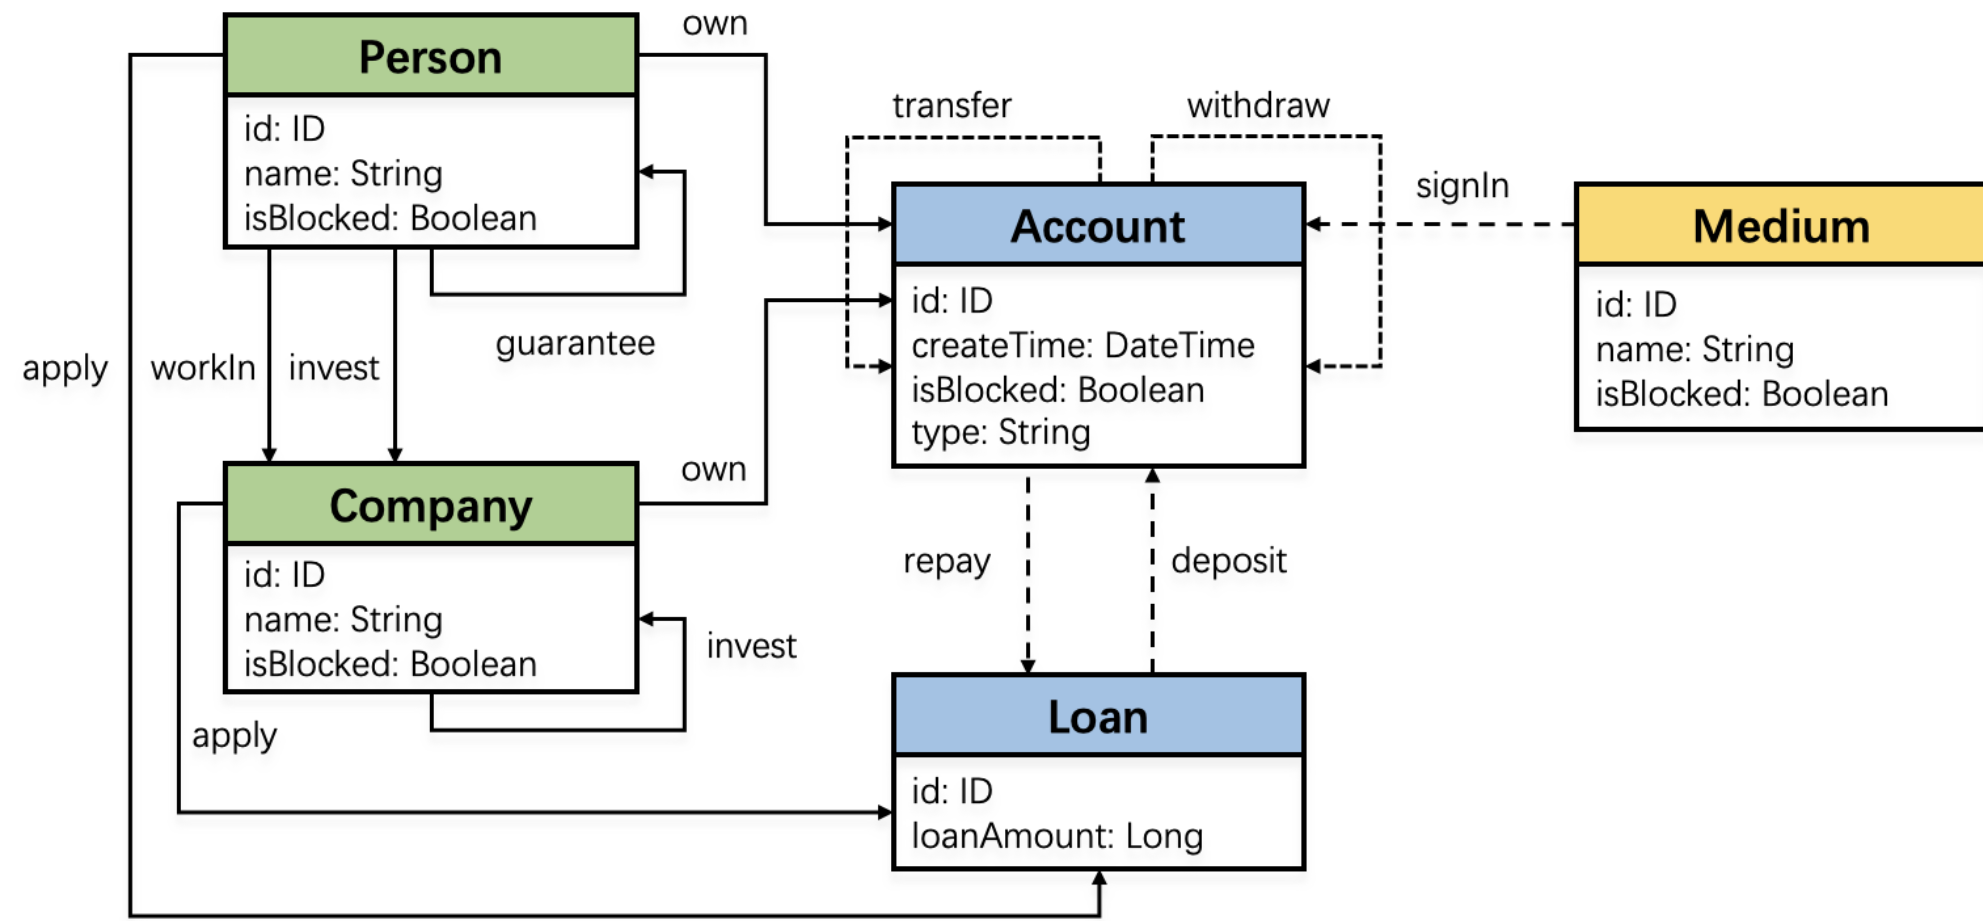 own
Person
id: ID
name: String
isBlocked: Boolean
transfer
withdraw
signIn
Account
id: ID
createTime: DateTime
isBlocked: Boolean
type: String
Medium
id: ID
name: String
isBlocked: Boolean
guarantee
apply
workIn
invest
own
Company
id: ID
name: String
isBlocked: Boolean
invest
apply
repay
deposit
Loan
id: ID
loanAmount: Long